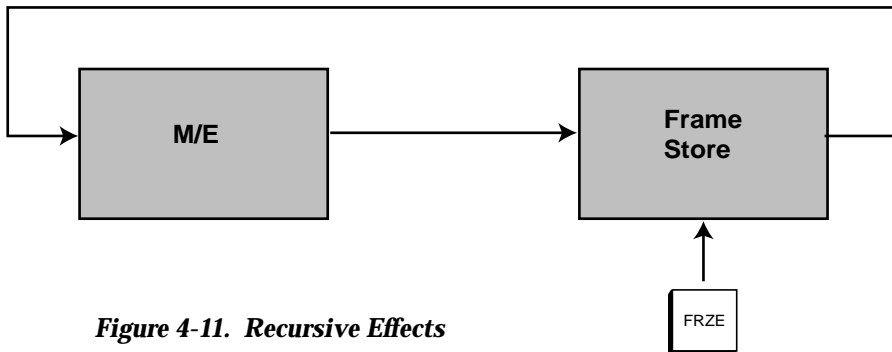 M/E
Frame
Store
FRZE
Figure 4-11. Recursive Effects